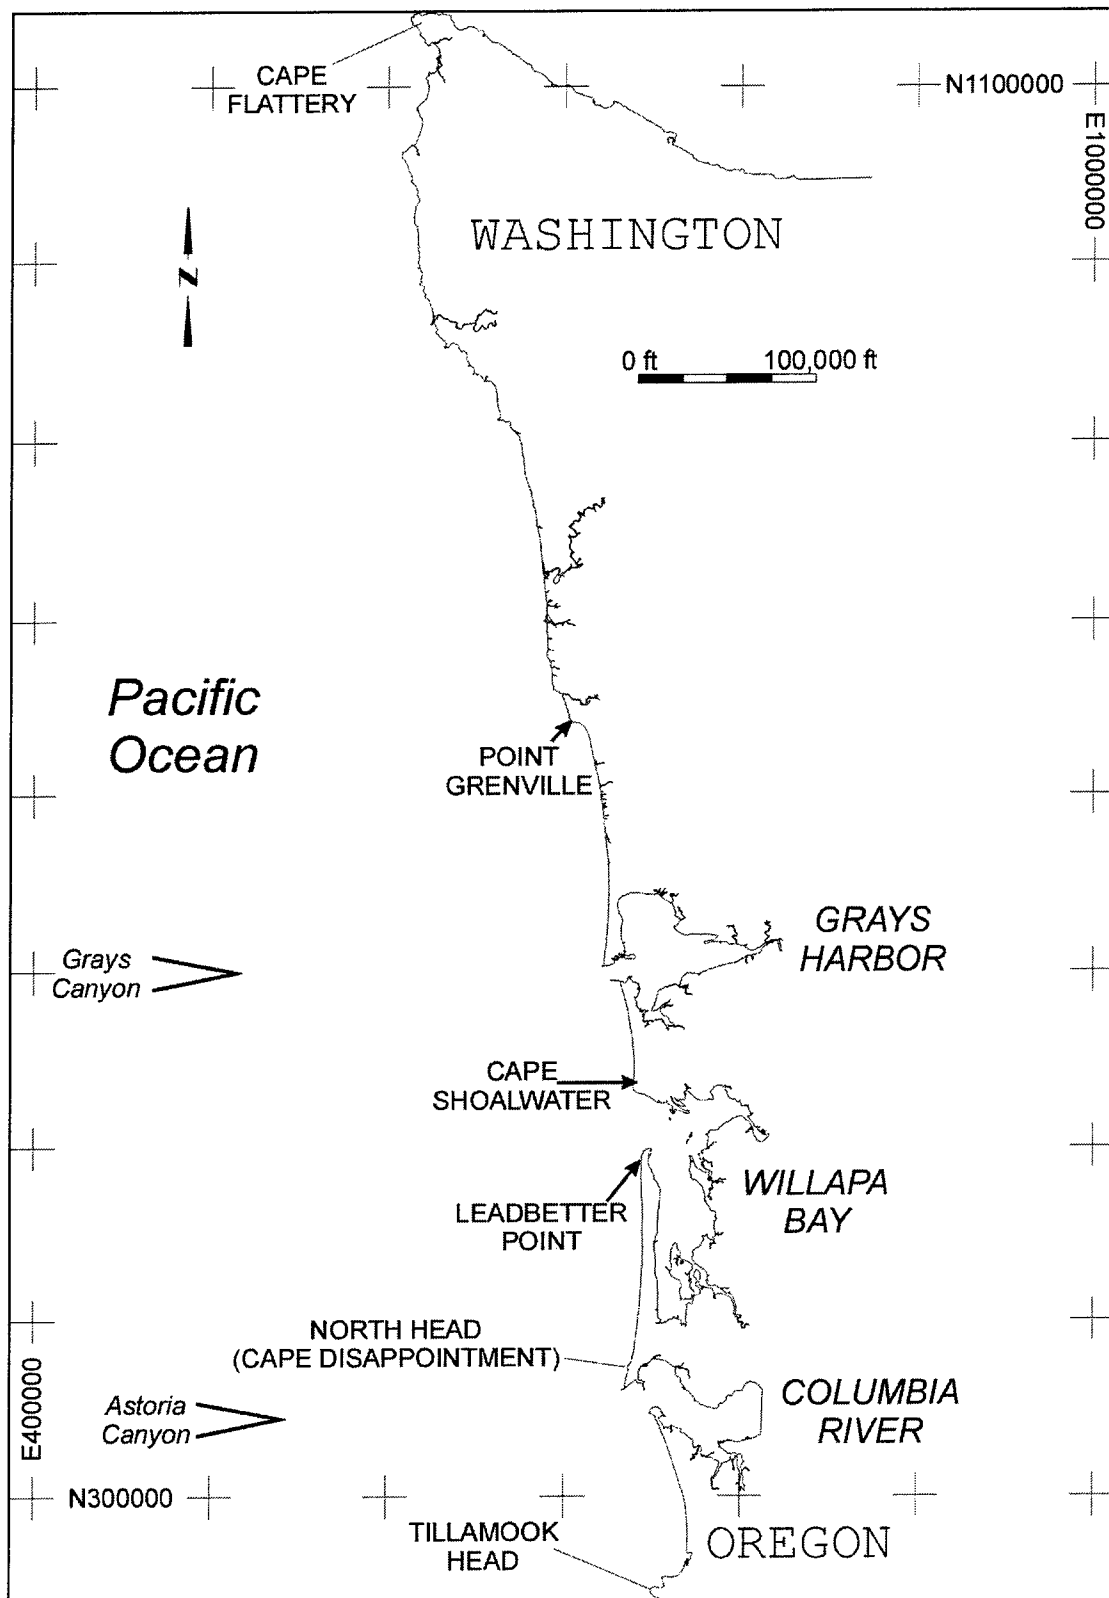 CAPE
FLATTERY
N1100000
E1000000
WASHINGTON
N
0 ft 100,000 ft
Pacific
Ocean
POINT
GRENVILLE
GRAYS
HARBOR
Grays
Canyon
CAPE
SHOALWATER
LEADBETTER
POINT
WILLAPA
BAY
NORTH HEAD
(CAPE DISAPPOINTMENT)
COLUMBIA
RIVER
Astoria
Canyon
E400000
N300000
TILLAMOOK
HEAD
OREGON